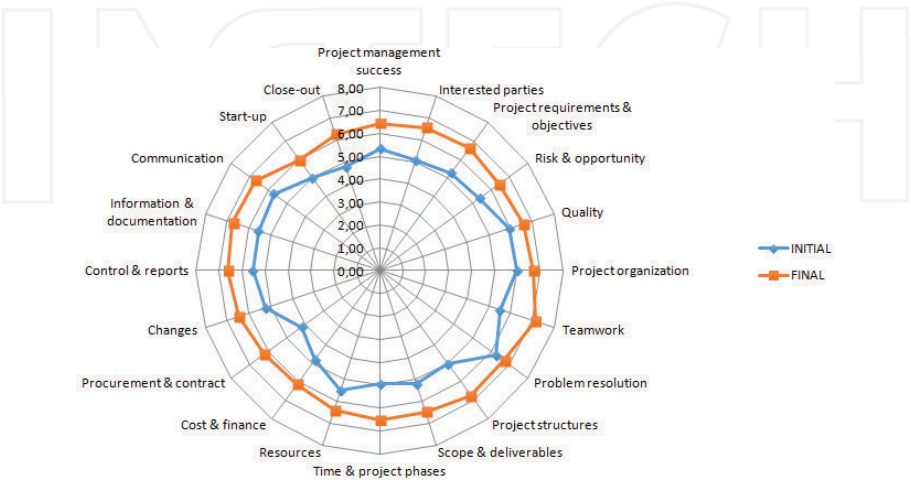 INTECH
Project management
success
Close-out
8,00
Interested parties
7,00
Start-up
Project requirements &
objectives
6,00
Communication
5,00
Risk & opportunity
4,00
Information &
documentation
3,00
Quality
2,00
1,00
Control & reports
0,00
Project organization
INITIAL
FINAL
Changes
Teamwork
Procurement & contract
Problem resolution
Cost & finance
Project structures
Resources
Scope & deliverables
Time & project phases